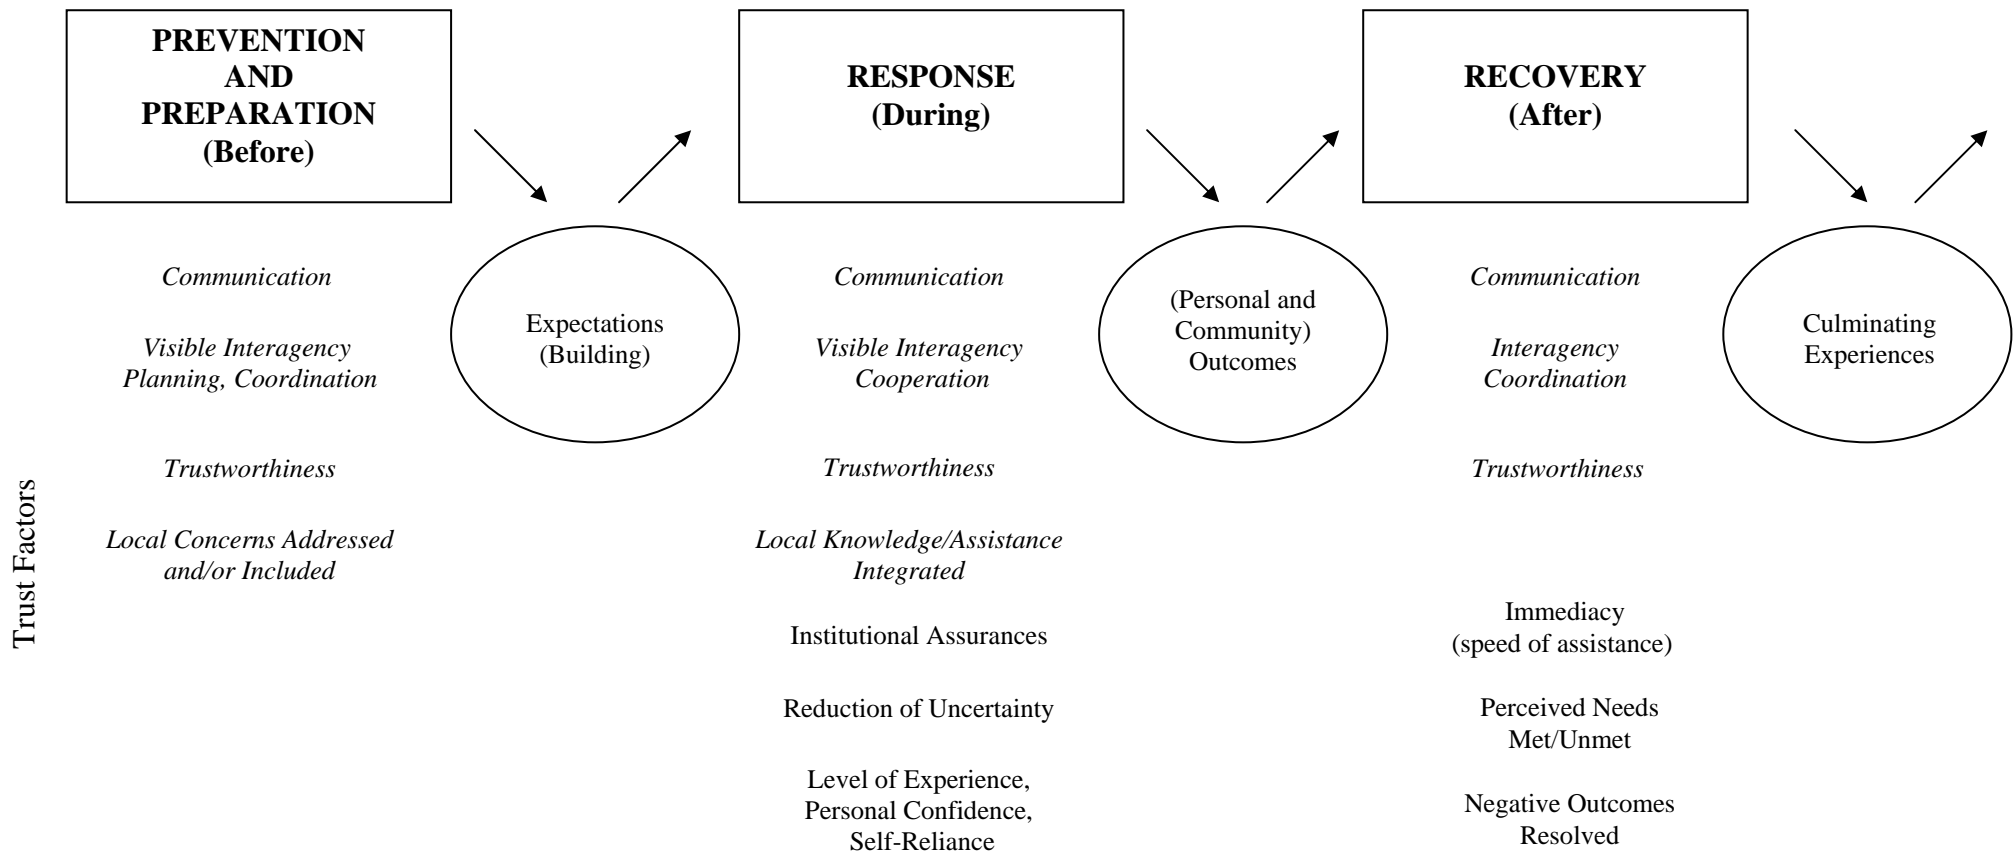 PREVENTION
AND
PREPARATION
(Before)
Communication
Visible Interagency
Planning, Coordination
Trustworthiness
Local Concerns Addressed
and/or Included
Expectations
(Building)
RESPONSE
(During)
Communication
Visible Interagency
Cooperation
Trustworthiness
Local Knowledge/Assistance
Integrated
Institutional Assurances
Reduction of Uncertainty
Level of Experience,
Personal Confidence,
Self-Reliance
(Personal and
Community)
Outcomes
RECOVERY
(After)
Communication
Interagency
Coordination
Trustworthiness
Immediacy
(speed of assistance)
Perceived Needs
Met/Unmet
Negative Outcomes
Resolved
Culminating
Experiences
Trust Factors